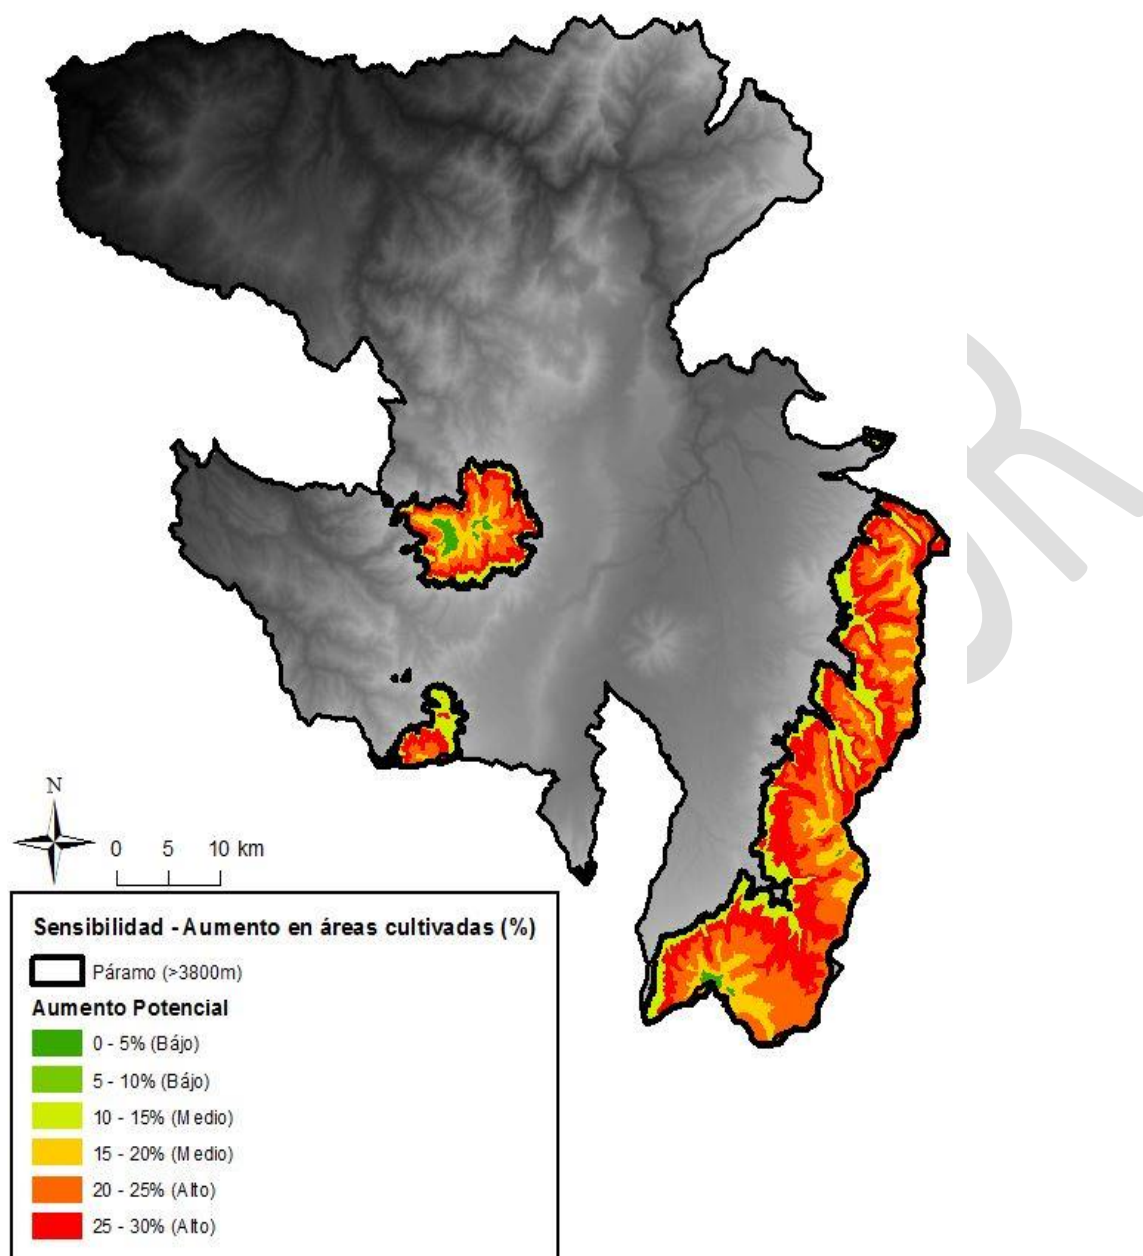 N
0 5 10 km
Sensibilidad - Aumento en áreas cultivadas (%)
Páramo (>3800m)
Aumento Potencial
0 - 5% (Bájo)
5 - 10% (Bájo)
10 - 15% (Medio)
15 - 20% (Medio)
20 - 25% (Alto)
25 - 30% (Alto)